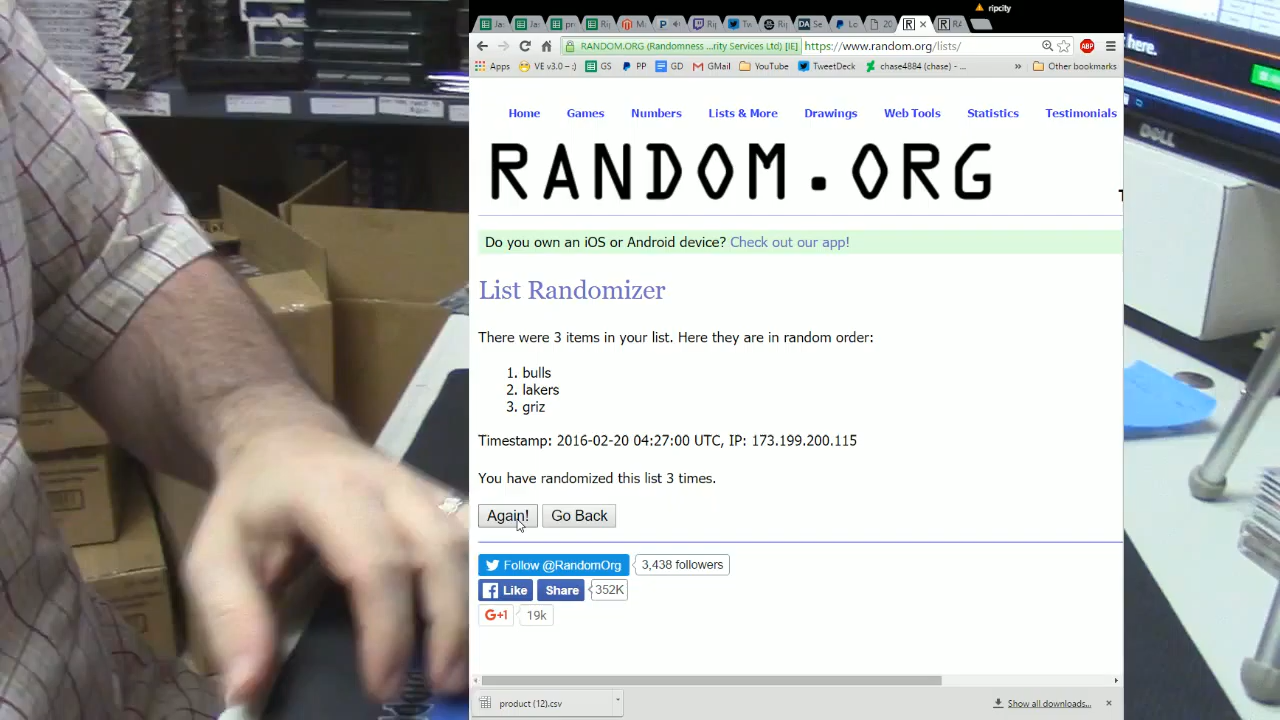 ripcity
RANDOM.ORG (Randomness ...rity Services Ltd) [IE] https://www.random.org/lists/
Apps VE v3.0 --:) GS PP GD GMail YouTube TweetDeck chase4884 (chase) - ... » Other bookmarks
Home Games Numbers Lists & More Drawings Web Tools Statistics Testimonials
RANDOM.ORG
Do you own an iOS or Android device? Check out our app!
List Randomizer
There were 3 items in your list. Here they are in random order:
1. bulls
2. lakers
3. griz
Timestamp: 2016-02-20 04:27:00 UTC, IP: 173.199.200.115
You have randomized this list 3 times.
Again! Go Back
Follow @RandomOrg 3,438 followers
Like Share 352K
G+1 19k
product (12).csv Show all downloads...
here.
DELL